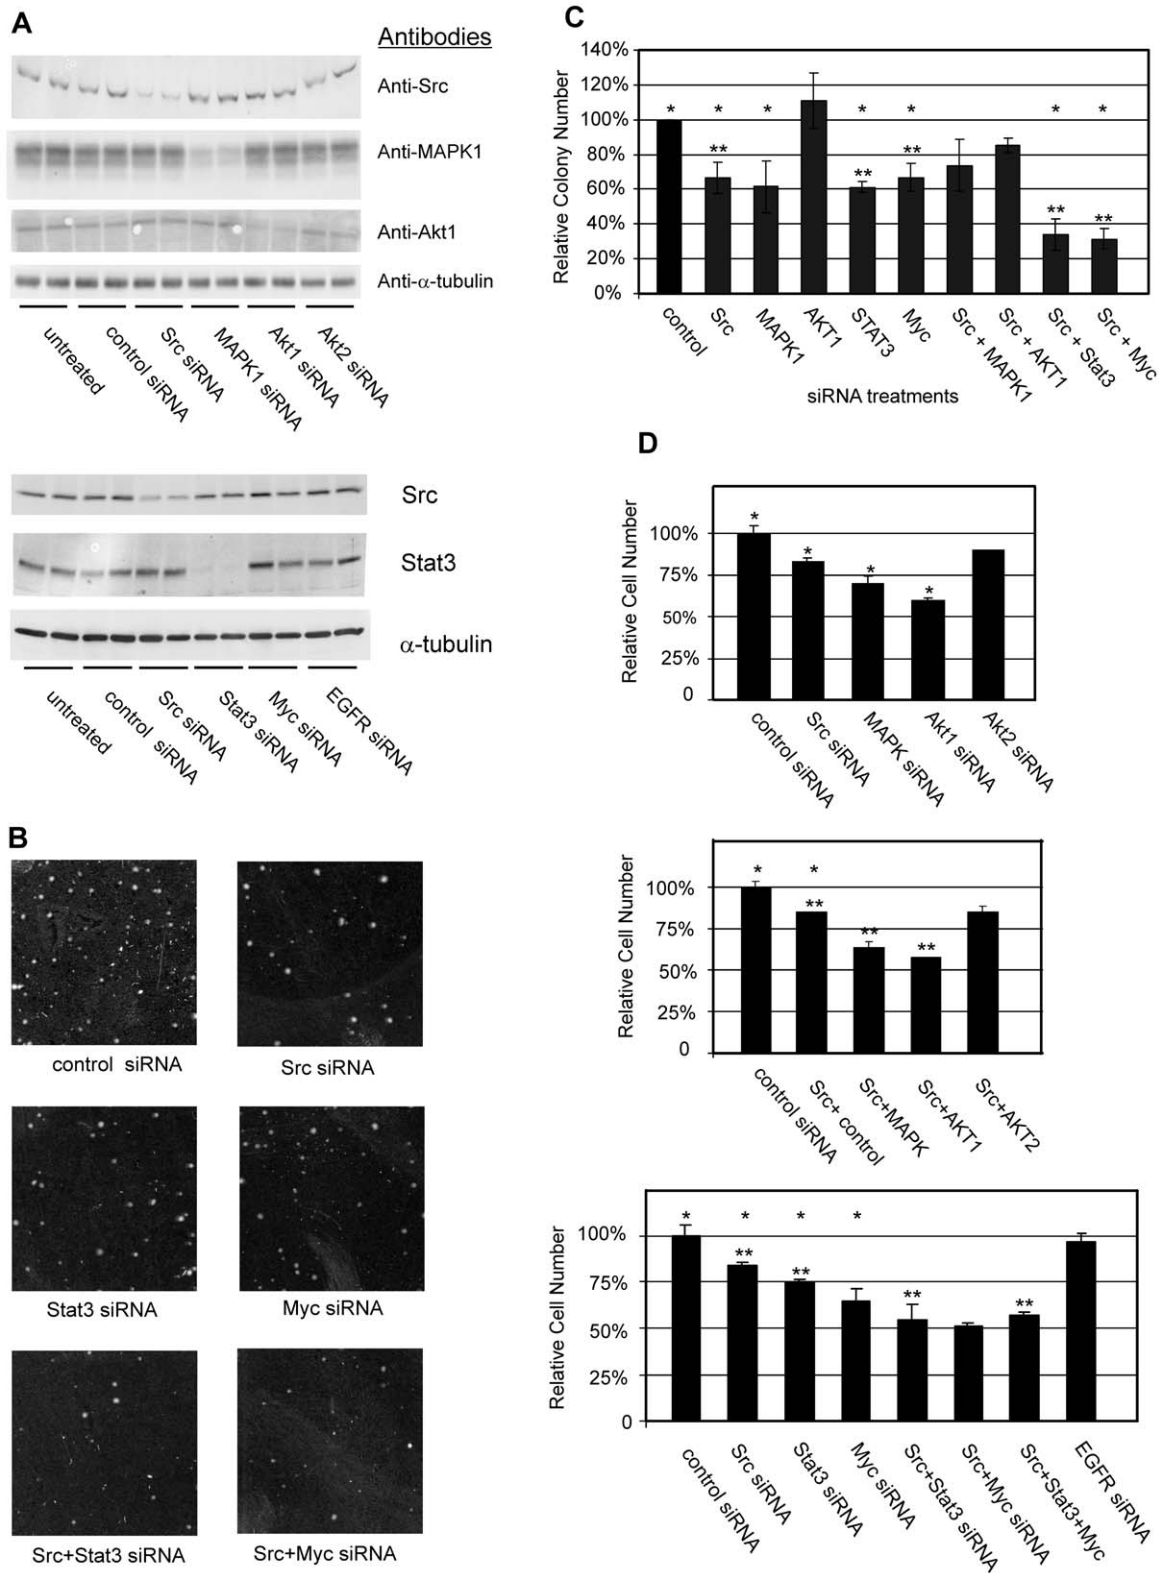 A
Antibodies
Anti-Src
Anti-MAPK1
Anti-Akt1
Anti-α-tubulin
untreated
control siRNA
Src siRNA
MAPK1 siRNA
Akt1 siRNA
Akt2 siRNA
Src
Stat3
α-tubulin
untreated
control siRNA
Src siRNA
Stat3 siRNA
Myc siRNA
EGFR siRNA
B
control siRNA
Src siRNA
Stat3 siRNA
Myc siRNA
Src+Stat3 siRNA
Src+Myc siRNA
C
Relative Colony Number
140%
120%
100%
80%
60%
40%
20%
0%
* * * * * * *
** ** ** ** **
control
Src
MAPK1
AKT1
STAT3
Myc
Src + MAPK1
Src + AKT1
Src + Stat3
Src + Myc
siRNA treatments
D
Relative Cell Number
100%
75%
50%
25%
0
* * * *
control siRNA
Src siRNA
MAPK siRNA
Akt1 siRNA
Akt2 siRNA
Relative Cell Number
100%
75%
50%
25%
0
* *
** ** **
control siRNA
Src+ control
Src+MAPK
Src+AKT1
Src+AKT2
Relative Cell Number
100%
75%
50%
25%
0
* * * *
** ** ** **
control siRNA
Src siRNA
Stat3 siRNA
Myc siRNA
Src+Stat3 siRNA
Src+Myc siRNA
Src+Stat3+Myc
EGFR siRNA